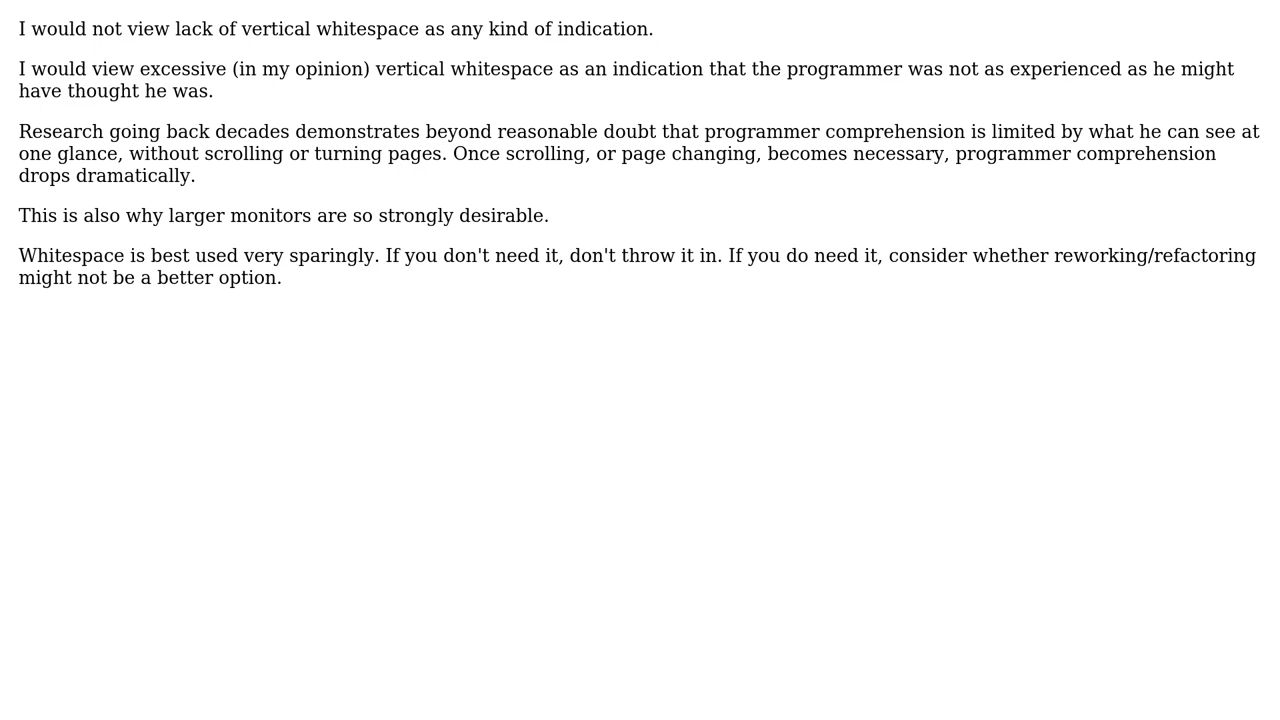 I would not view lack of vertical whitespace as any kind of indication.
I would view excessive (in my opinion) vertical whitespace as an indication that the programmer was not as experienced as he might
have thought he was.
Research going back decades demonstrates beyond reasonable doubt that programmer comprehension is limited by what he can see at
one glance, without scrolling or turning pages. Once scrolling, or page changing, becomes necessary, programmer comprehension
drops dramatically.
This is also why larger monitors are so strongly desirable.
Whitespace is best used very sparingly. If you don't need it, don't throw it in. If you do need it, consider whether reworking/refactoring
might not be a better option.